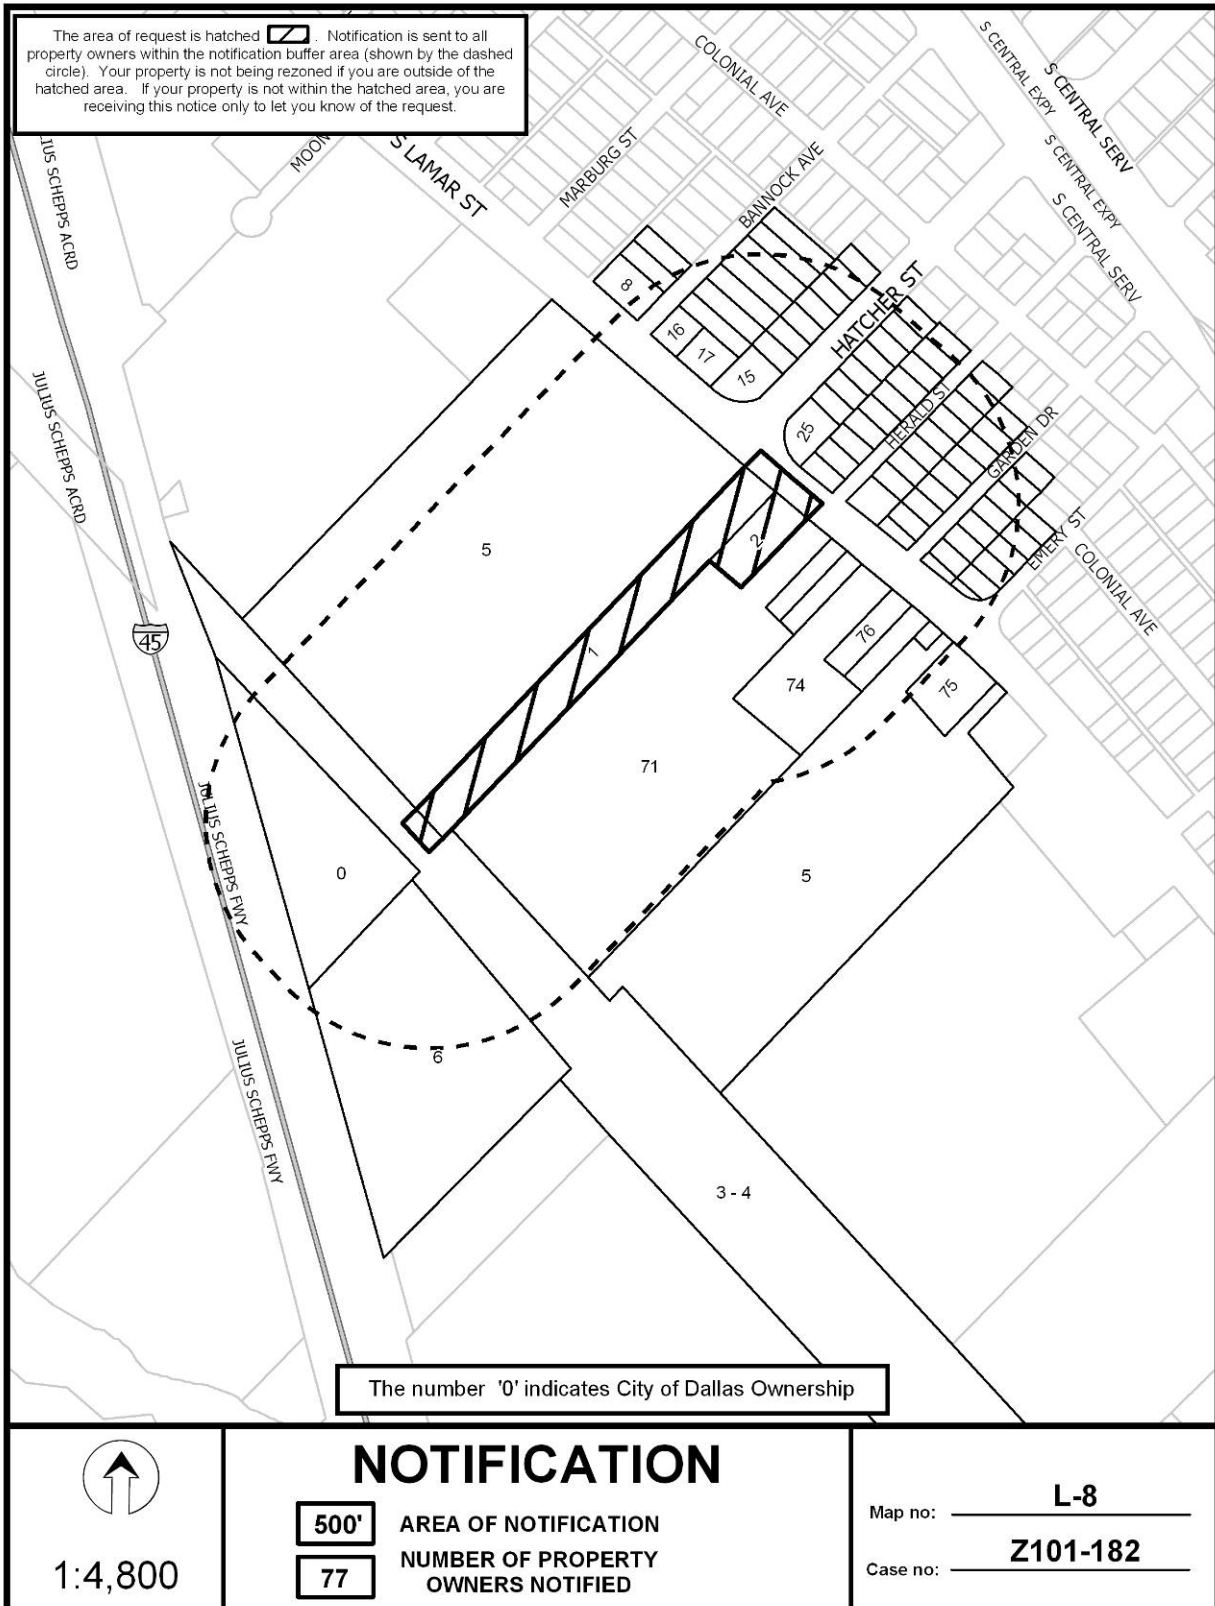 The area of request is hatched . Notification is sent to all
property owners within the notification buffer area (shown by the dashed
circle). Your property is not being rezoned if you are outside of the
hatched area. If your property is not within the hatched area, you are
receiving this notice only to let you know of the request.
COLONIAL AVE
S CENTRAL EXPY
S CENTRAL SERV
S CENTRAL EXPY
S CENTRAL SERV
MOON
S LAMAR ST
MARBURG ST
BANNOCK AVE
JULIUS SCHEPPS ACRD
HATCHER ST
8
16
17
15
25
HERALD ST
GARDEN DR
EMERY ST
COLONIAL AVE
JULIUS SCHEPPS ACRD
5
2
1
45
76
74
75
71
JULIUS SCHEPPS FWY
0
5
6
JULIUS SCHEPPS FWY
3 - 4
The number '0' indicates City of Dallas Ownership
1:4,800
NOTIFICATION
500' AREA OF NOTIFICATION
77 NUMBER OF PROPERTY
OWNERS NOTIFIED
Map no: L-8
Case no: Z101-182